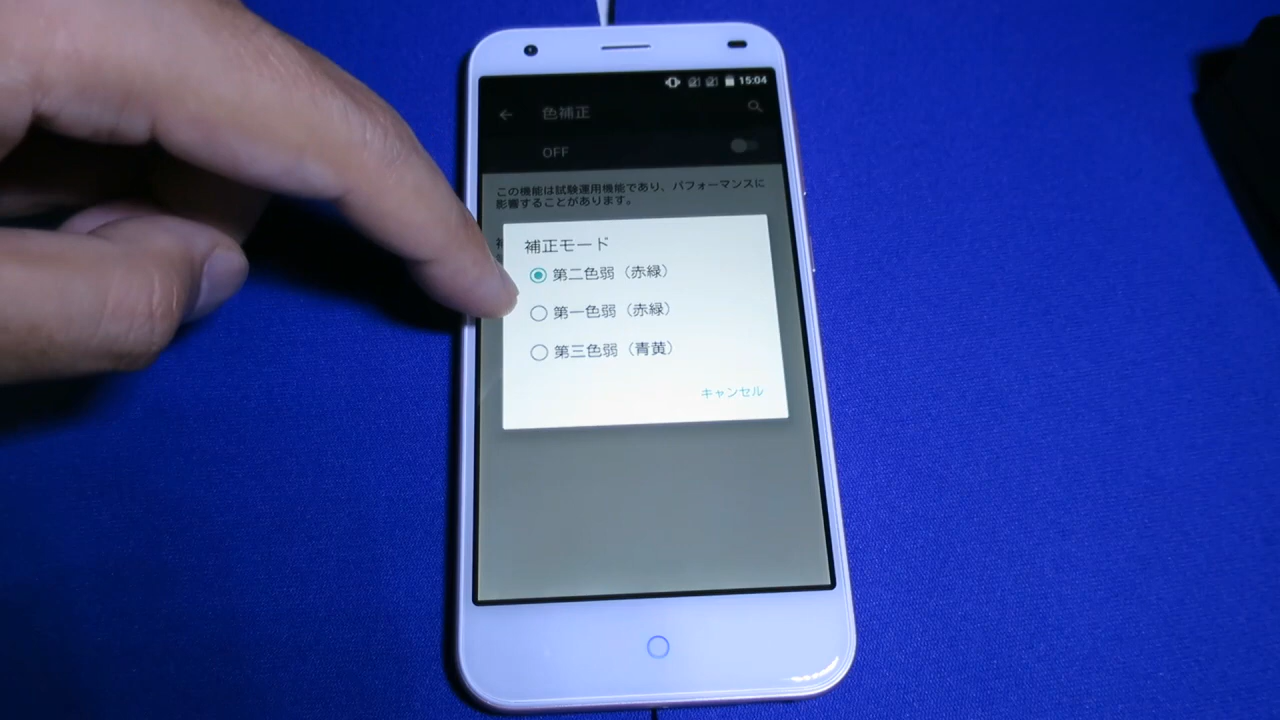 15:04
色補正
OFF
この機能は試験運用機能であり、パフォーマンスに
影響することがあります。
補正モード
第二色弱（赤緑）
第一色弱（赤緑）
第三色弱（青黄）
キャンセル